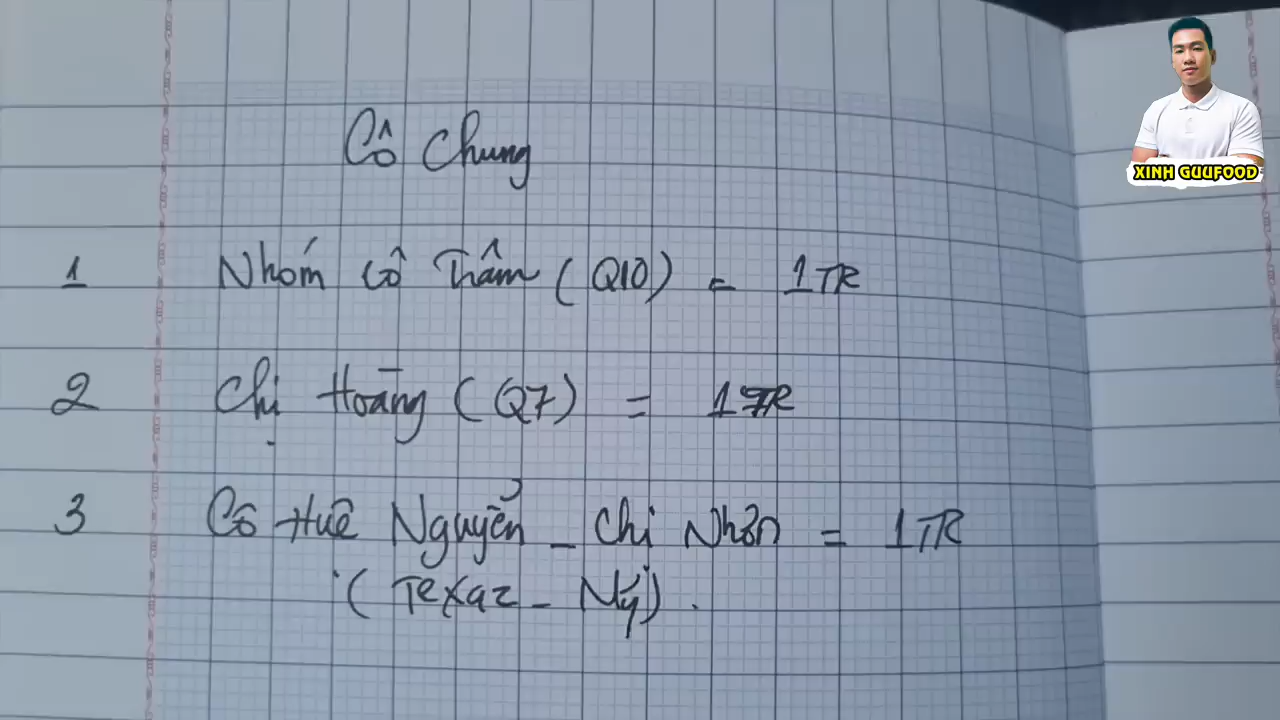 Cô Chung
1 Nhóm Cô Trâm (Q10) = 1TR
2 Chị Hoàng (Q7) = 1TR
3 Cô Huê Nguyễn - Chị Nhơn = 1TR
(Texaz - Mỹ).
XINH GUUFOOD